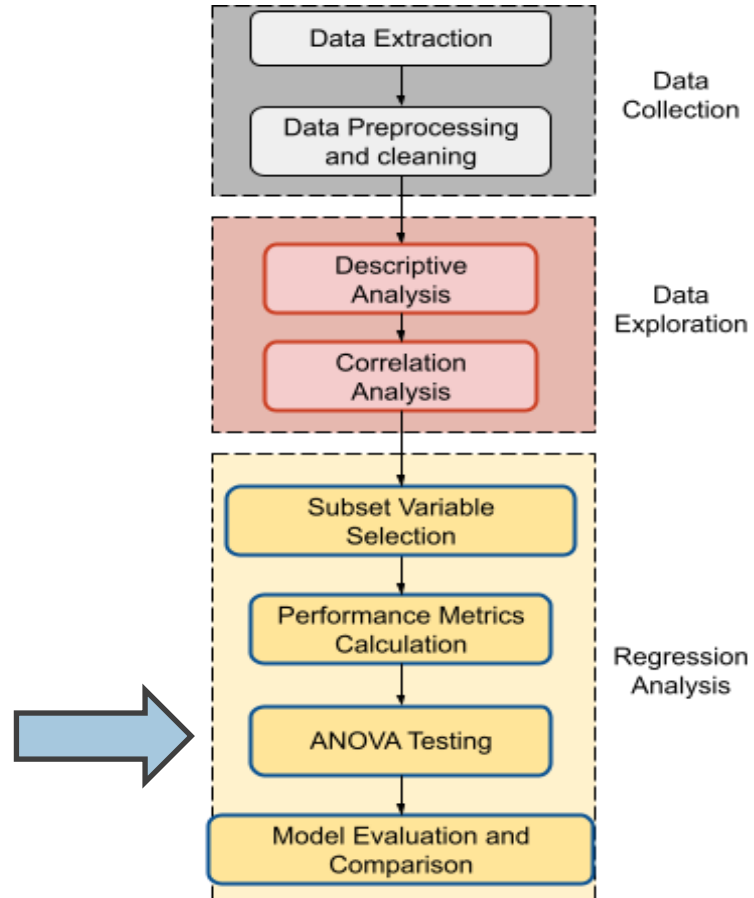 Data Extraction
Data
Collection
Data Preprocessing
and cleaning
Descriptive
Analysis
Data
Exploration
Correlation
Analysis
Subset Variable
Selection
Performance Metrics
Calculation
Regression
Analysis
ANOVA Testing
Model Evaluation and
Comparison